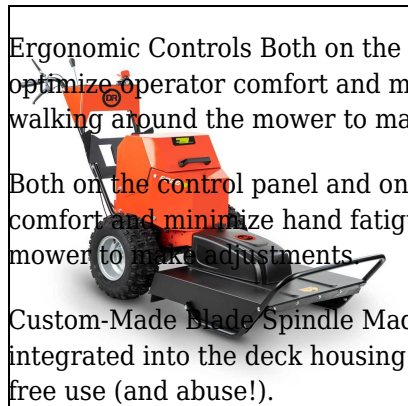 Ergonomic Controls Both on the
optimize operator comfort and m
walking around the mower to ma
Both on the control panel and on
comfort and minimize hand fatig
mower to make adjustments.
Custom-Made Blade Spindle Mad
integrated into the deck housing
free use (and abuse!).
DR